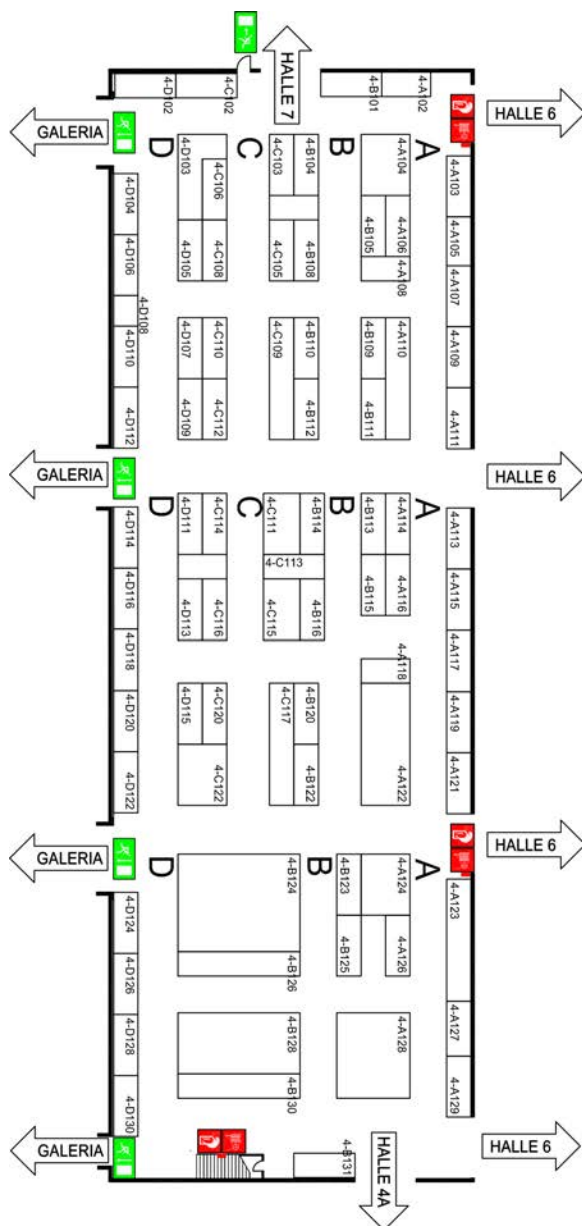 HALLE 7
4-D102
4-C102
4-B101
4-A102
HALLE 6
GALERIA
D
C
B
A
4-D103
4-C106
4-C103
4-B104
4-A104
4-A103
4-D104
4-D105
4-C108
4-C105
4-B108
4-B105
4-A106
4-A108
4-A105
4-D106
4-A107
4-D108
4-D107
4-C110
4-C109
4-B110
4-B109
4-A110
4-A109
4-D110
4-D109
4-C112
4-B112
4-B111
4-A111
4-D112
GALERIA
HALLE 6
D
C
B
A
4-D111
4-C114
4-C111
4-B114
4-B113
4-A114
4-A113
4-D114
4-C113
4-D113
4-C116
4-C115
4-B116
4-B115
4-A116
4-A115
4-D116
4-D118
4-A118
4-A117
4-D115
4-C120
4-C117
4-B120
4-A119
4-D120
4-C122
4-B122
4-A122
4-A121
4-D122
GALERIA
HALLE 6
D
B
A
4-B124
4-B123
4-A124
4-A123
4-D124
4-B126
4-B125
4-A126
4-D126
4-B128
4-A128
4-A127
4-D128
4-B130
4-A129
4-D130
GALERIA
HALLE 6
4-B131
HALLE 4A